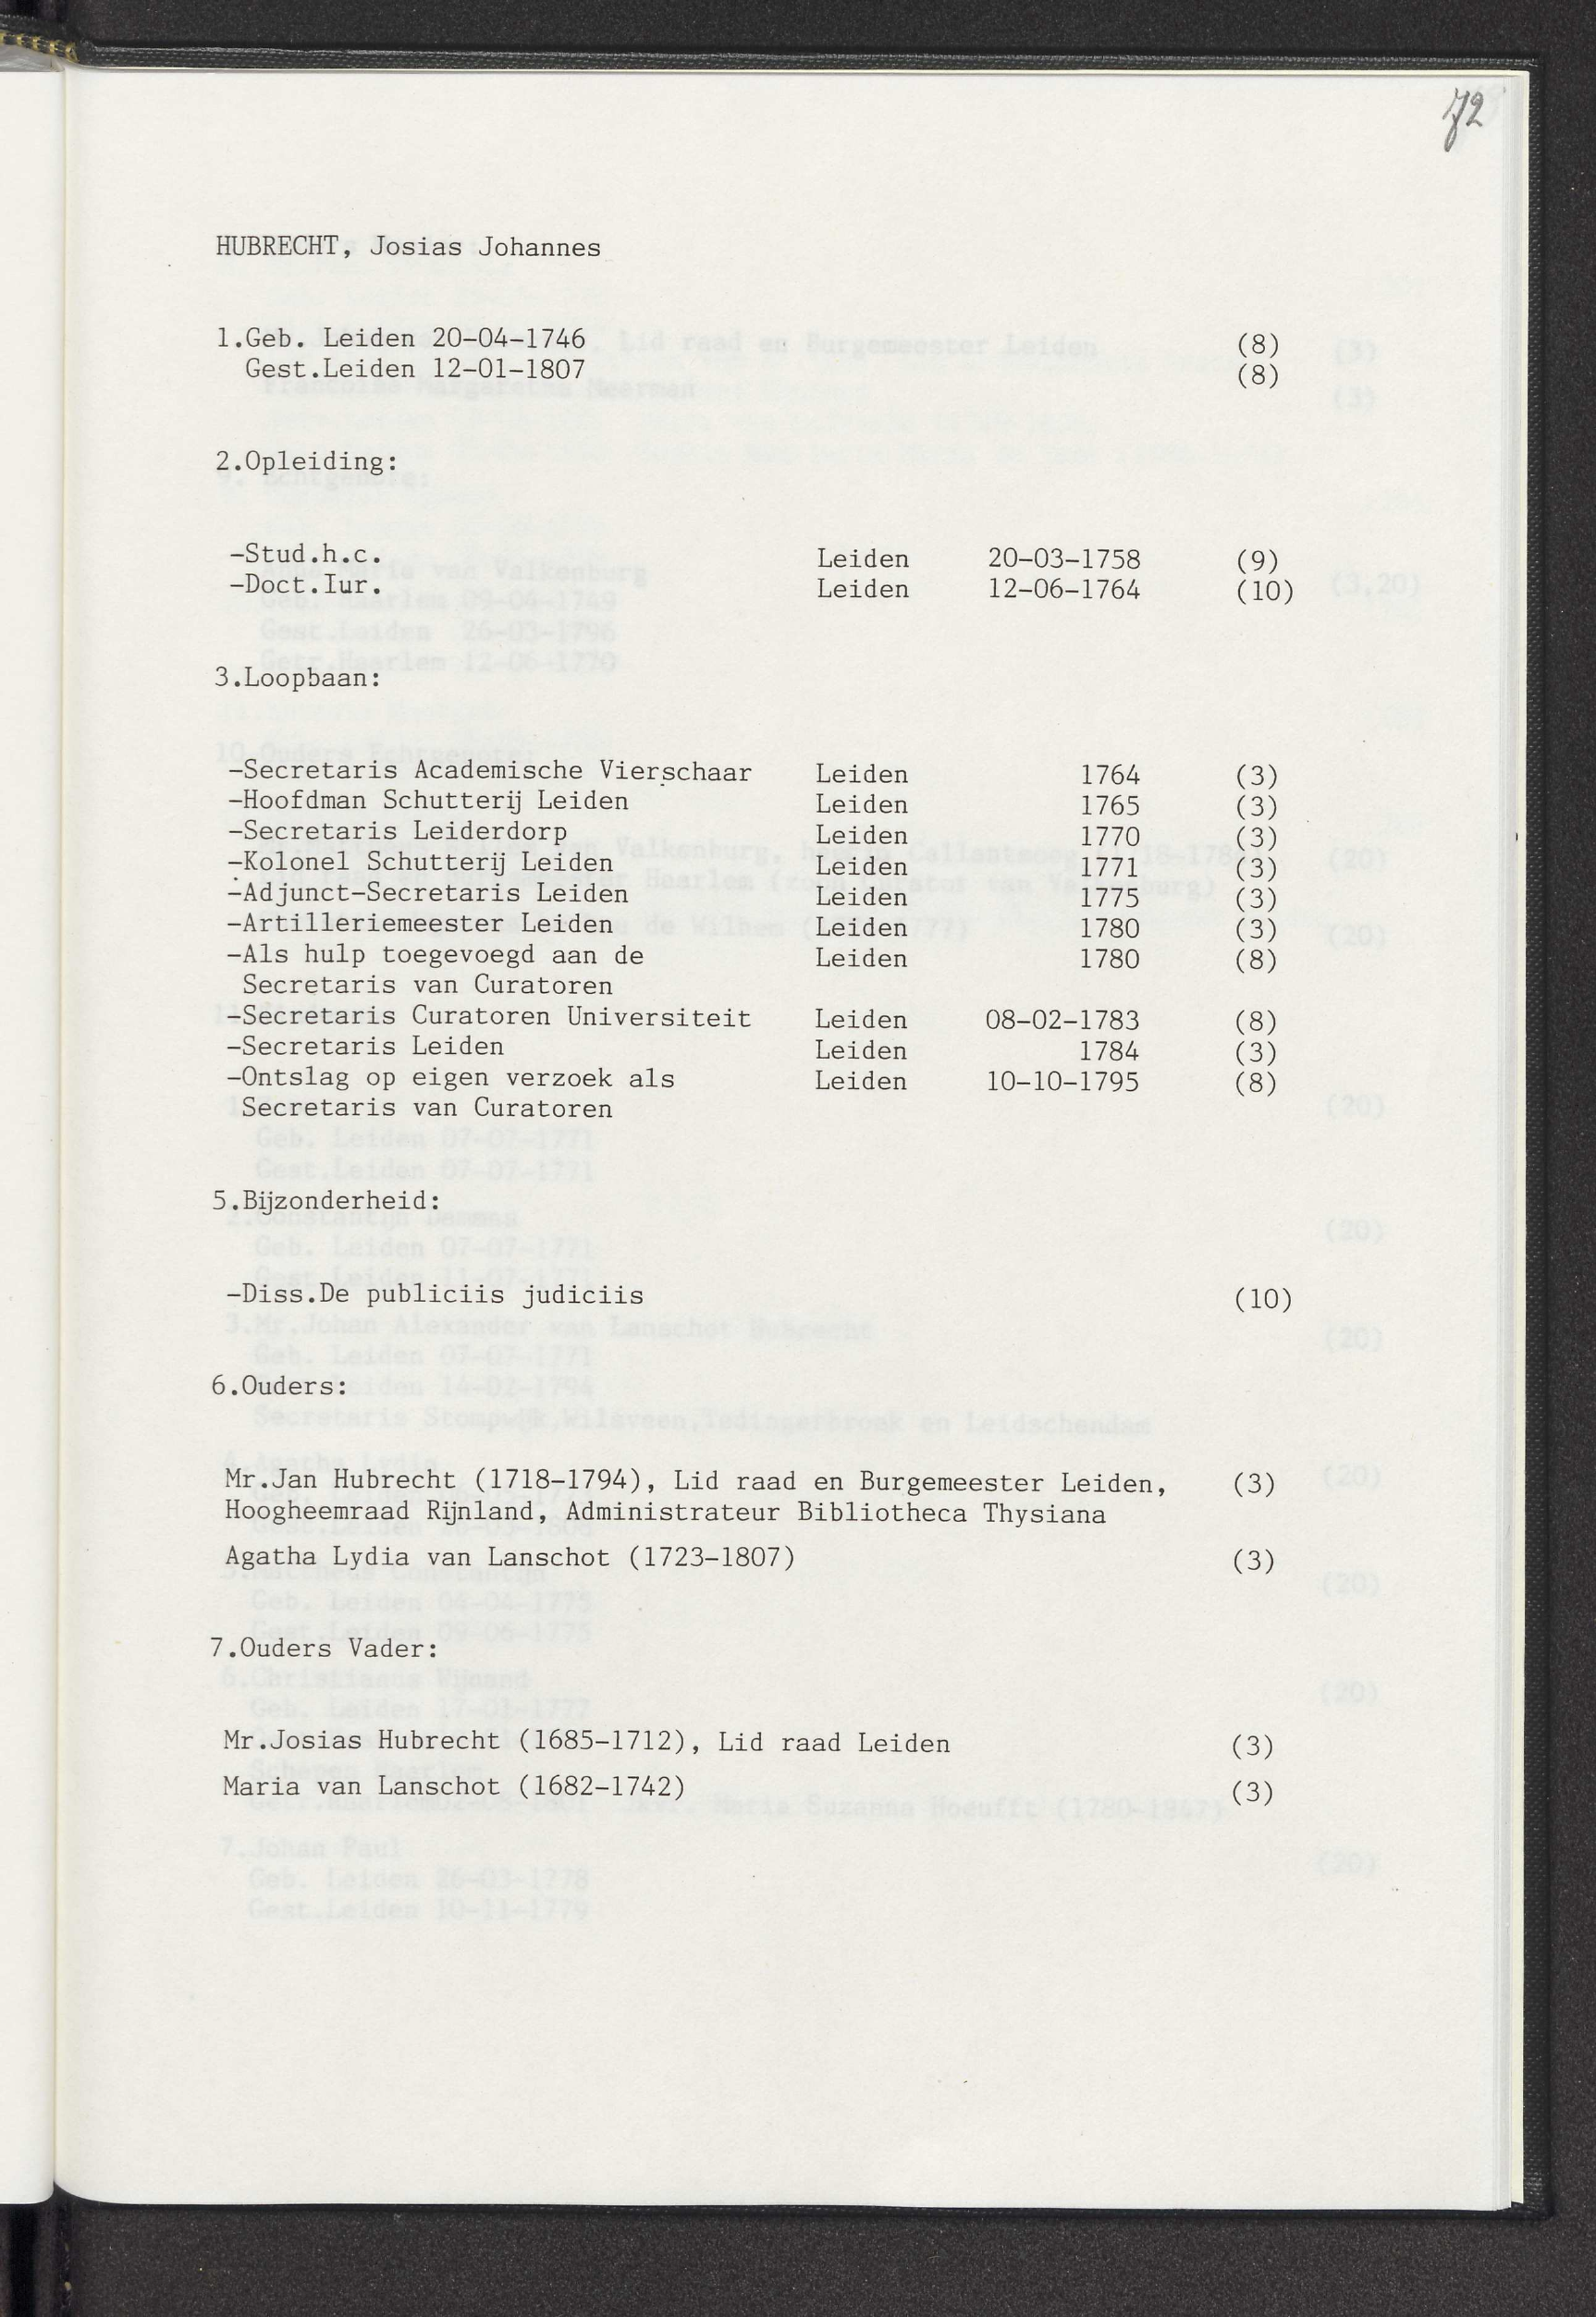 72
HUBRECHT, Josias Johannes
1.Geb. Leiden 20-04-1746 (8)
Gest.Leiden 12-01-1807 (8)
2.Opleiding:
-Stud.h.c. Leiden 20-03-1758 (9)
-Doct.Iur. Leiden 12-06-1764 (10)
3.Loopbaan:
-Secretaris Academische Vierschaar Leiden 1764 (3)
-Hoofdman Schutterij Leiden Leiden 1765 (3)
-Secretaris Leiderdorp Leiden 1770 (3)
-Kolonel Schutterij Leiden Leiden 1771 (3)
-Adjunct-Secretaris Leiden Leiden 1775 (3)
-Artilleriemeester Leiden Leiden 1780 (3)
-Als hulp toegevoegd aan de Leiden 1780 (8)
Secretaris van Curatoren
-Secretaris Curatoren Universiteit Leiden 08-02-1783 (8)
-Secretaris Leiden Leiden 1784 (3)
-Ontslag op eigen verzoek als Leiden 10-10-1795 (8)
Secretaris van Curatoren
5.Bijzonderheid:
-Diss.De publiciis judiciis (10)
6.Ouders:
Mr.Jan Hubrecht (1718-1794), Lid raad en Burgemeester Leiden, (3)
Hoogheemraad Rijnland, Administrateur Bibliotheca Thysiana
Agatha Lydia van Lanschot (1723-1807) (3)
7.Ouders Vader:
Mr.Josias Hubrecht (1685-1712), Lid raad Leiden (3)
Maria van Lanschot (1682-1742) (3)